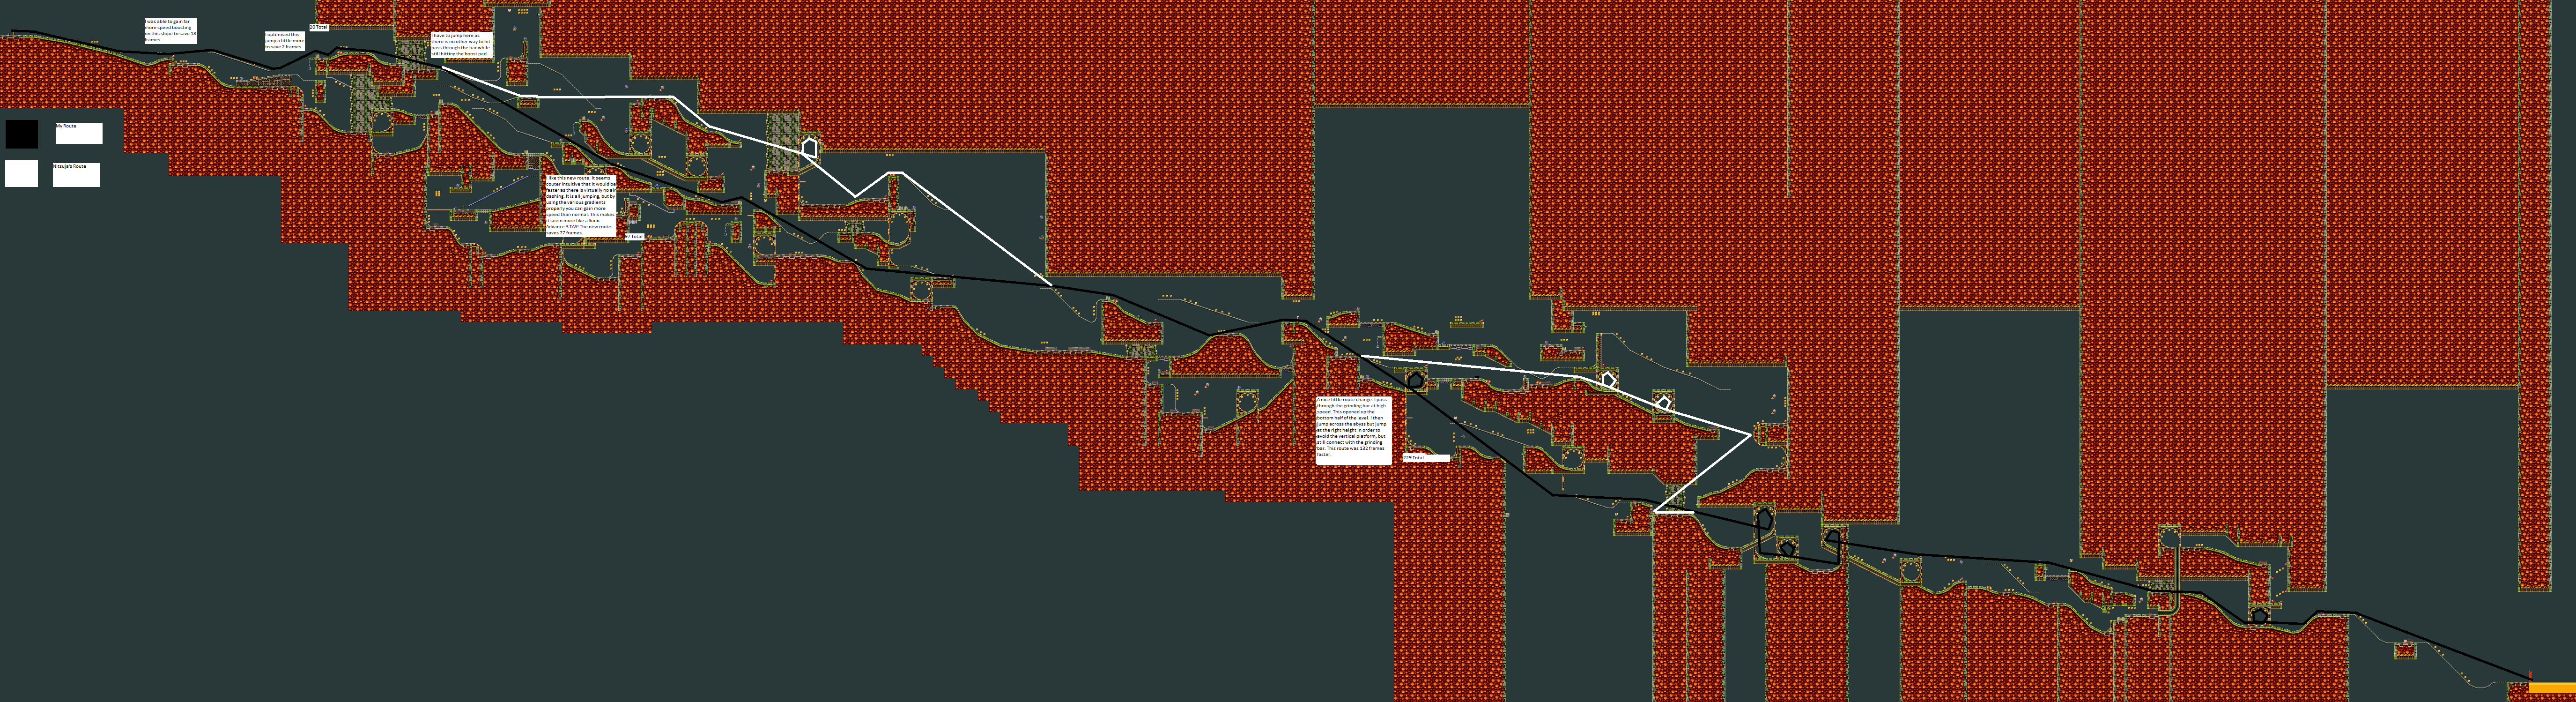 I was able to gain far
more speed boosting
on this slope to save 18
frames.
I optimised this
jump a little more
to save 2 frames
20 Total
I have to jump here as
there is no other way to hit
pass through the bar while
still hitting the boost pad.
My Route
Nitsuja's Route
I like this new route. It seems
couter intuitive that it would be
faster as there is virtually no air
dashing. It is all jumping, but by
using the various gradients
properly you can gain more
speed than normal. This makes
it seem more like a Sonic
Advance 3 TAS! The new route
saves 77 frames.
97 Total
A nice little route change. I pass
through the grinding bar at high
speed. This opened up the
bottom half of the level. I then
jump across the abyss but jump
at the right height in order to
avoid the vertical platform, but
still connect with the grinding
bar. This route was 132 frames
faster.
229 Total